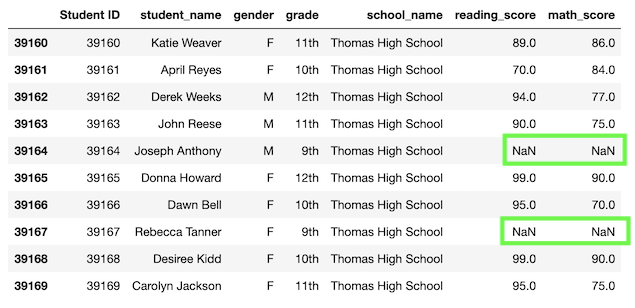 Student ID student_name gender grade school_name reading_score math_score
39160 39160 Katie Weaver F 11th Thomas High School 89.0 86.0
39161 39161 April Reyes F 10th Thomas High School 70.0 84.0
39162 39162 Derek Weeks M 12th Thomas High School 94.0 77.0
39163 39163 John Reese M 11th Thomas High School 90.0 75.0
39164 39164 Joseph Anthony M 9th Thomas High School NaN NaN
39165 39165 Donna Howard F 12th Thomas High School 99.0 90.0
39166 39166 Dawn Bell F 10th Thomas High School 95.0 70.0
39167 39167 Rebecca Tanner F 9th Thomas High School NaN NaN
39168 39168 Desiree Kidd F 10th Thomas High School 99.0 90.0
39169 39169 Carolyn Jackson F 11th Thomas High School 95.0 75.0